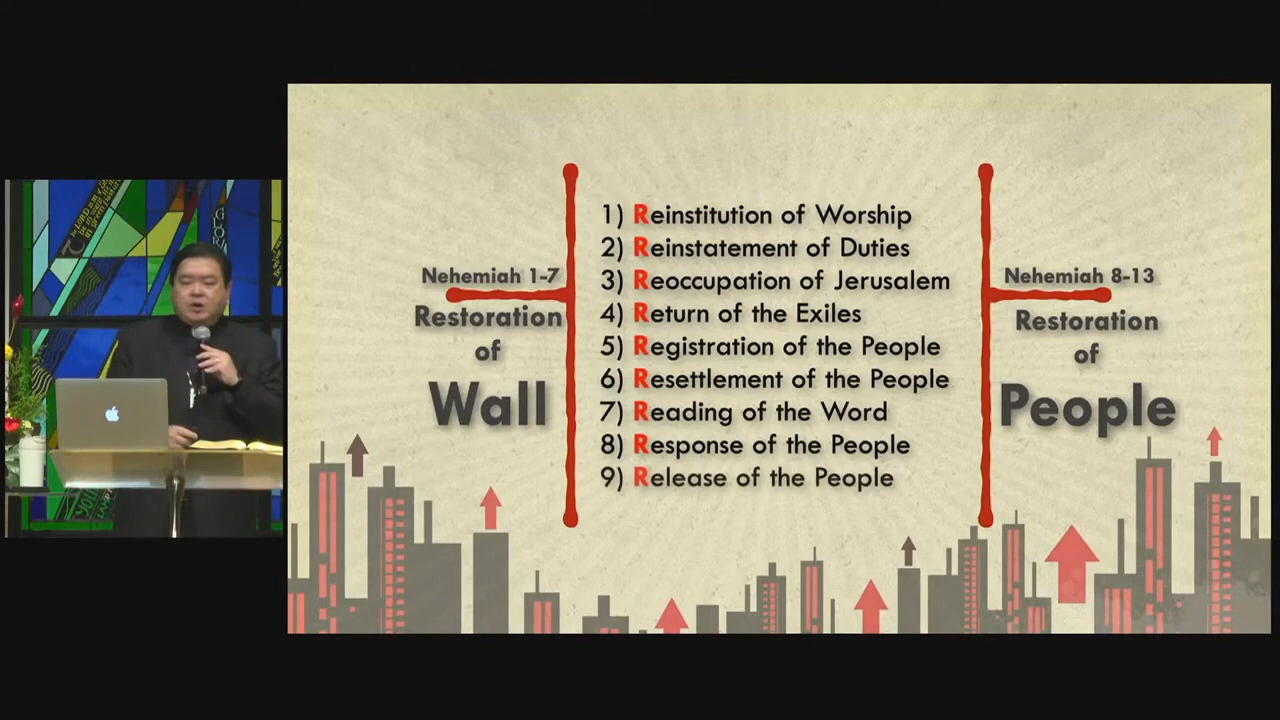 Nehemiah 1-7
Restoration
of
Wall
1) Reinstitution of Worship
2) Reinstatement of Duties
3) Reoccupation of Jerusalem
4) Return of the Exiles
5) Registration of the People
6) Resettlement of the People
7) Reading of the Word
8) Response of the People
9) Release of the People
Nehemiah 8-13
Restoration
of
People
The LORD